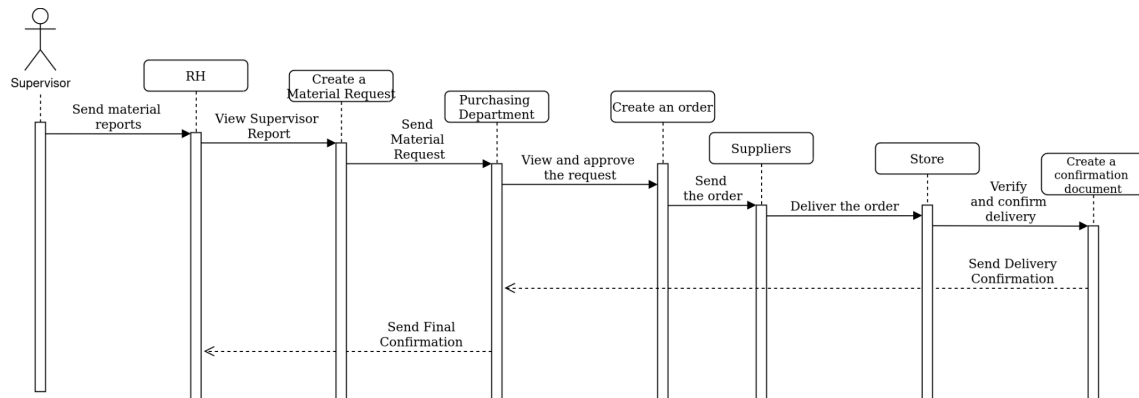 Supervisor
RH
Create a
Material Request
Purchasing
Department
Create an order
Suppliers
Store
Create a
confirmation
document
Send material
reports
View Supervisor
Report
Send
Material
Request
View and approve
the request
Send
the order
Deliver the order
Verify
and confirm
delivery
Send Delivery
Confirmation
Send Final
Confirmation